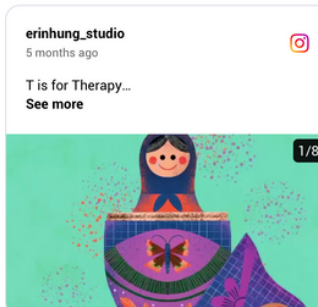 erinhung_studio
5 months ago
T is for Therapy...
See more
1/8